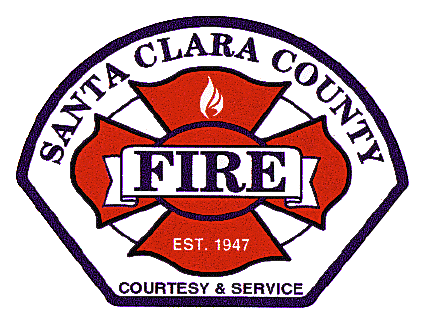 SANTA CLARA COUNTY
FIRE
EST. 1947
COURTESY & SERVICE